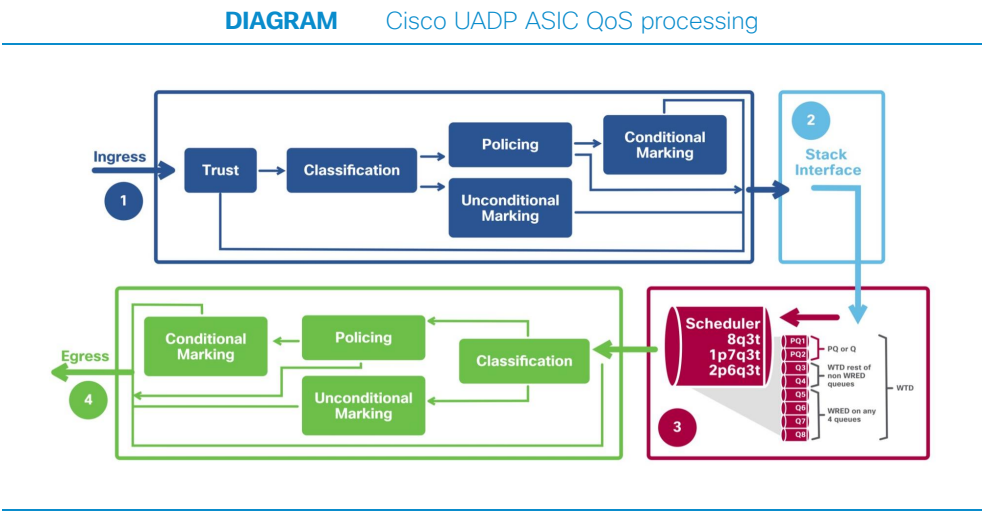 DIAGRAM Cisco UADP ASIC QoS processing
Ingress
1
Trust
Classification
Policing
Unconditional
Marking
Conditional
Marking
2
Stack
Interface
Scheduler
8q3t
1p7q3t
2p6q3t
PQ1
PQ2
Q3
Q4
Q5
Q6
Q7
Q8
PQ or Q
WTD rest of
non WRED
queues
WRED on any
4 queues
WTD
3
Classification
Policing
Unconditional
Marking
Conditional
Marking
Egress
4